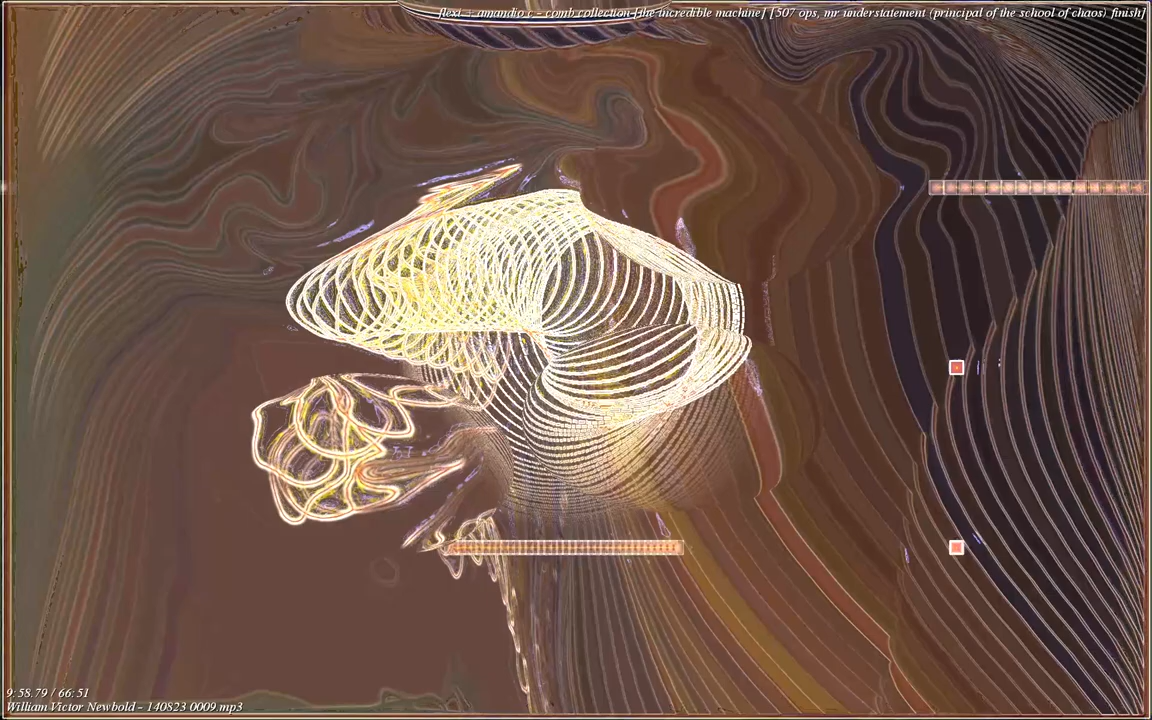 flexi + amandio c - comb collection [the incredible machine] [507 ops, mr understatement (principal of the school of chaos) finish]
9:58.79 / 66:51
William Victor Newbold - 140823 0009.mp3